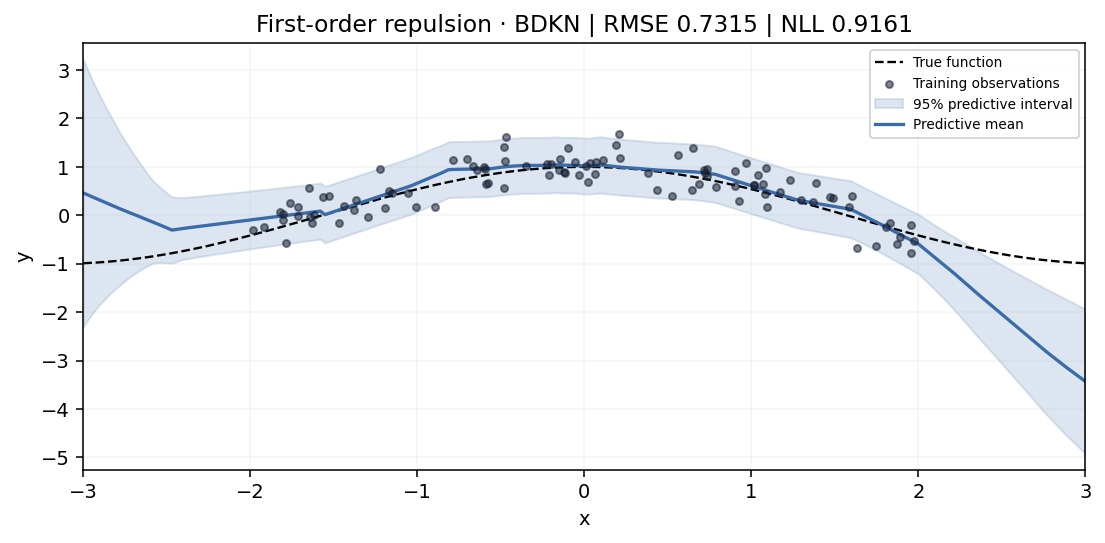 First-order repulsion · BDKN | RMSE 0.7315 | NLL 0.9161
True function
Training observations
95% predictive interval
Predictive mean
3
2
1
0
−1
−2
−3
−4
−5
y
−3
−2
−1
0
1
2
3
x